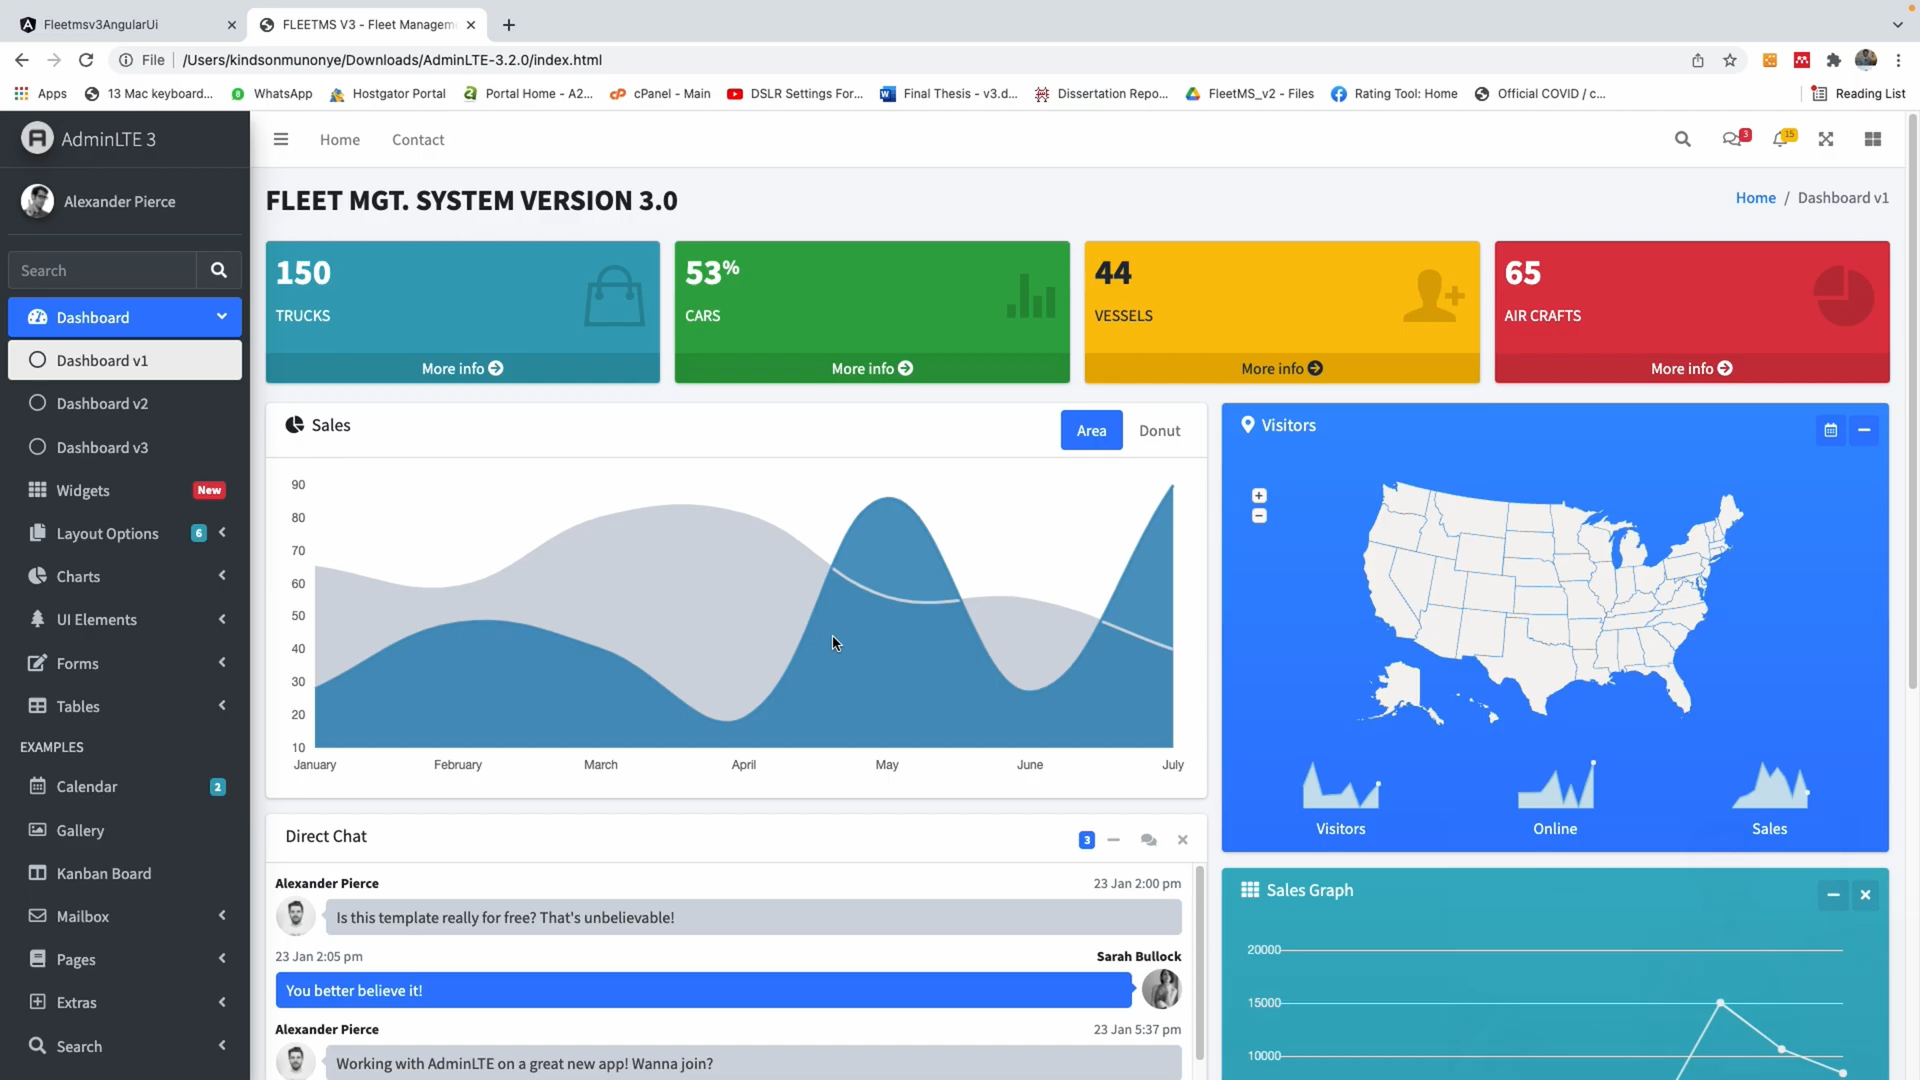 Fleetmsv3AngularUi
FLEETMS V3 - Fleet Managem
File
/Users/kindsonmunonye/Downloads/AdminLTE-3.2.0/index.html
Apps
13 Mac keyboard...
WhatsApp
Hostgator Portal
Portal Home - A2...
cPanel - Main
DSLR Settings For...
Final Thesis - v3.d...
Dissertation Repo...
FleetMS_v2 - Files
Rating Tool: Home
Official COVID / c...
Reading List
AdminLTE 3
Home
Contact
3
15
Alexander Pierce
Search
Dashboard
Dashboard v1
Dashboard v2
Dashboard v3
Widgets
New
Layout Options
6
Charts
UI Elements
Forms
Tables
EXAMPLES
Calendar
2
Gallery
Kanban Board
Mailbox
Pages
Extras
Search
FLEET MGT. SYSTEM VERSION 3.0
Home / Dashboard v1
150
TRUCKS
More info
53%
CARS
More info
44
VESSELS
More info
65
AIR CRAFTS
More info
Sales
Area
Donut
90
80
70
60
50
40
30
20
10
January
February
March
April
May
June
July
Visitors
+
−
Visitors
Online
Sales
Direct Chat
3
Alexander Pierce
23 Jan 2:00 pm
Is this template really for free? That's unbelievable!
23 Jan 2:05 pm
Sarah Bullock
You better believe it!
Alexander Pierce
23 Jan 5:37 pm
Working with AdminLTE on a great new app! Wanna join?
Sales Graph
20000
15000
10000